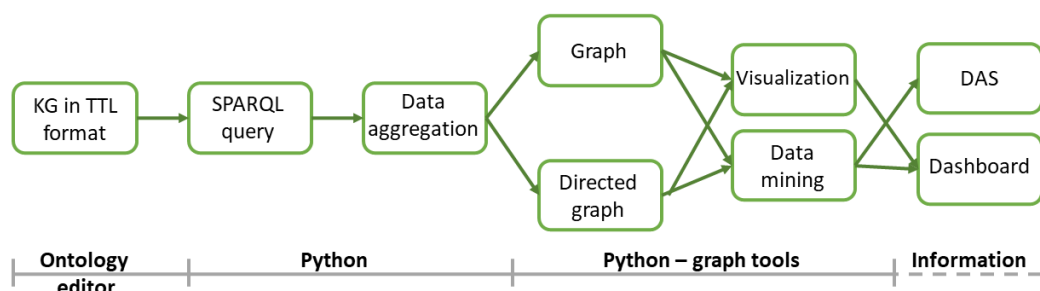 KG in TTL
format
SPARQL
query
Data
aggregation
Graph
Directed
graph
Visualization
Data
mining
DAS
Dashboard
Ontology
editor
Python
Python – graph tools
Information